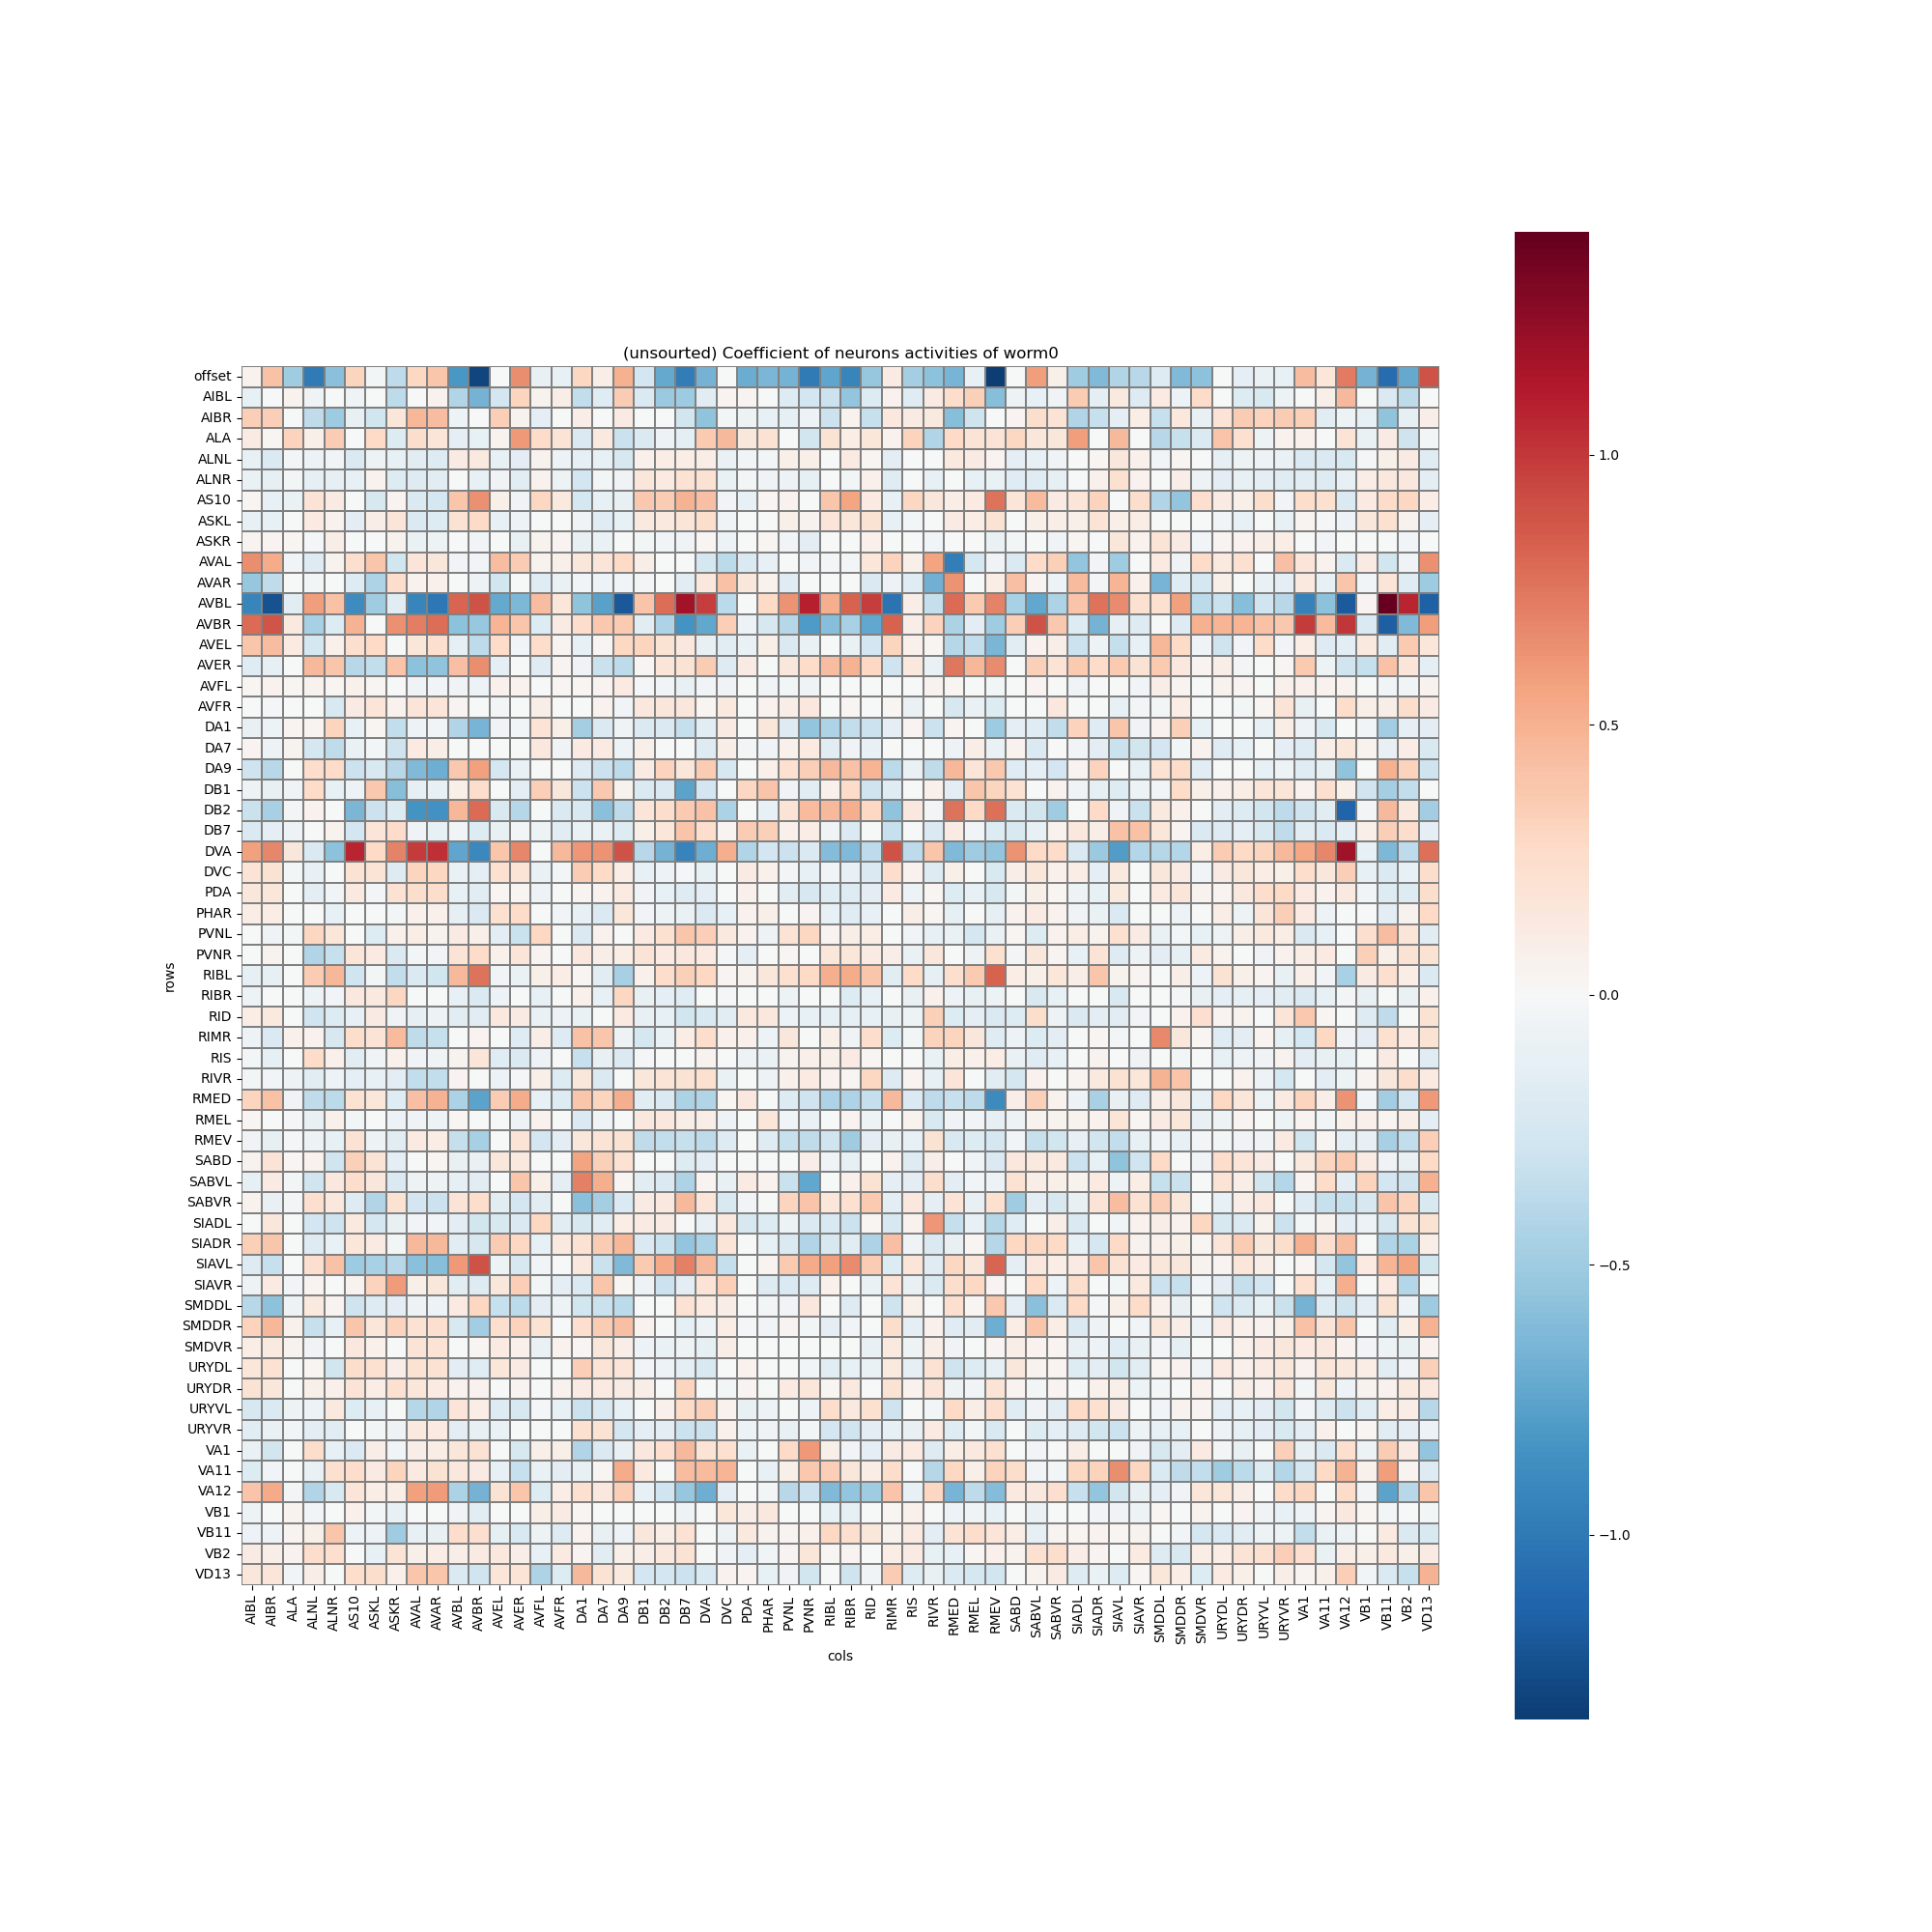 (unsourted) Coefficient of neurons activities of worm0
offset
AIBL
AIBR
ALA
ALNL
ALNR
AS10
ASKL
ASKR
AVAL
AVAR
AVBL
AVBR
AVEL
AVER
AVFL
AVFR
DA1
DA7
DA9
DB1
DB2
DB7
DVA
DVC
PDA
PHAR
PVNL
PVNR
RIBL
RIBR
RID
RIMR
RIS
RIVR
RMED
RMEL
RMEV
SABD
SABVL
SABVR
SIADL
SIADR
SIAVL
SIAVR
SMDDL
SMDDR
SMDVR
URYDL
URYDR
URYVL
URYVR
VA1
VA11
VA12
VB1
VB11
VB2
VD13
rows
AIBL
AIBR
ALA
ALNL
ALNR
AS10
ASKL
ASKR
AVAL
AVAR
AVBL
AVBR
AVEL
AVER
AVFL
AVFR
DA1
DA7
DA9
DB1
DB2
DB7
DVA
DVC
PDA
PHAR
PVNL
PVNR
RIBL
RIBR
RID
RIMR
RIS
RIVR
RMED
RMEL
RMEV
SABD
SABVL
SABVR
SIADL
SIADR
SIAVL
SIAVR
SMDDL
SMDDR
SMDVR
URYDL
URYDR
URYVL
URYVR
VA1
VA11
VA12
VB1
VB11
VB2
VD13
cols
1.0
0.5
0.0
−0.5
−1.0